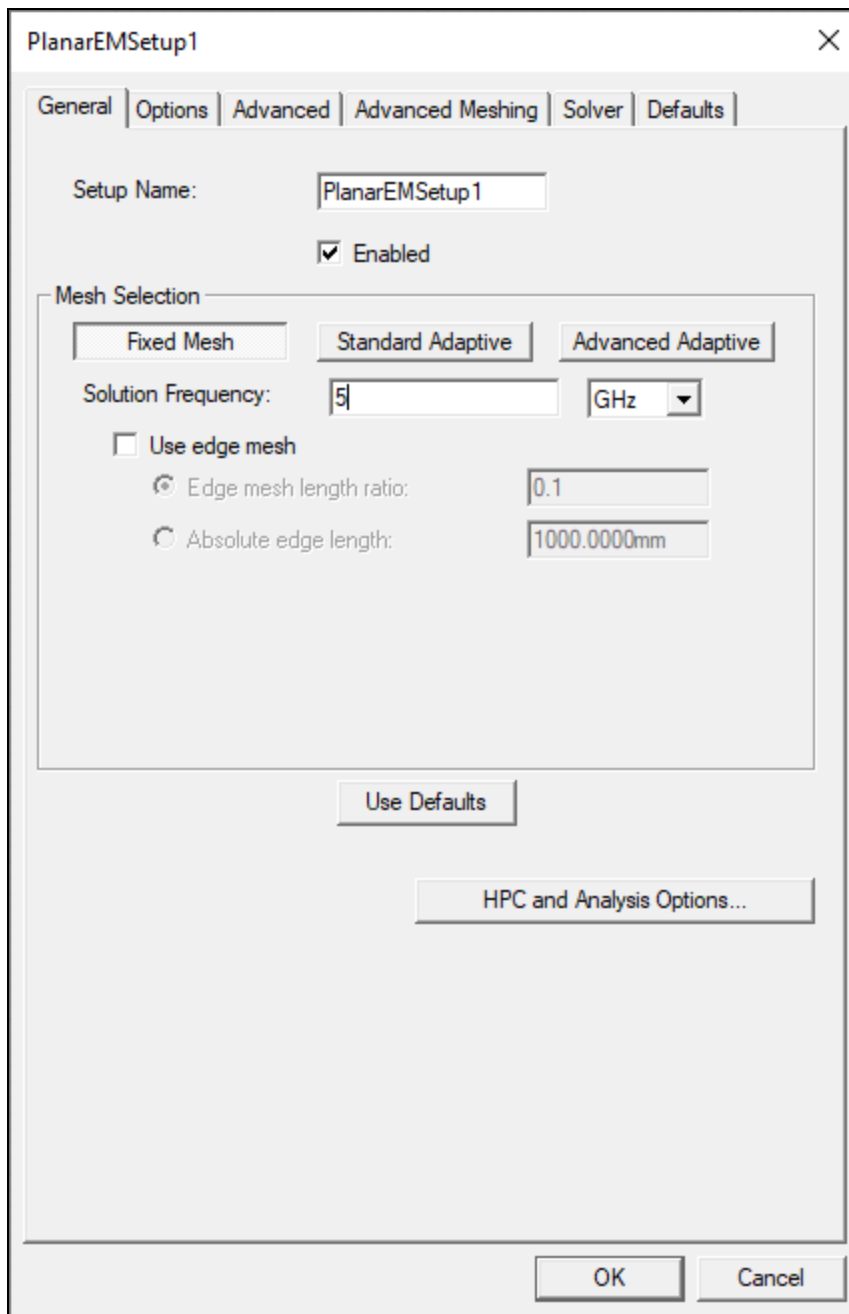 PlanarEMSetup1
General Options Advanced Advanced Meshing Solver Defaults
Setup Name: PlanarEMSetup1
Enabled
Mesh Selection
Fixed Mesh Standard Adaptive Advanced Adaptive
Solution Frequency: 5 GHz
Use edge mesh
Edge mesh length ratio: 0.1
Absolute edge length: 1000.0000mm
Use Defaults
HPC and Analysis Options...
OK Cancel